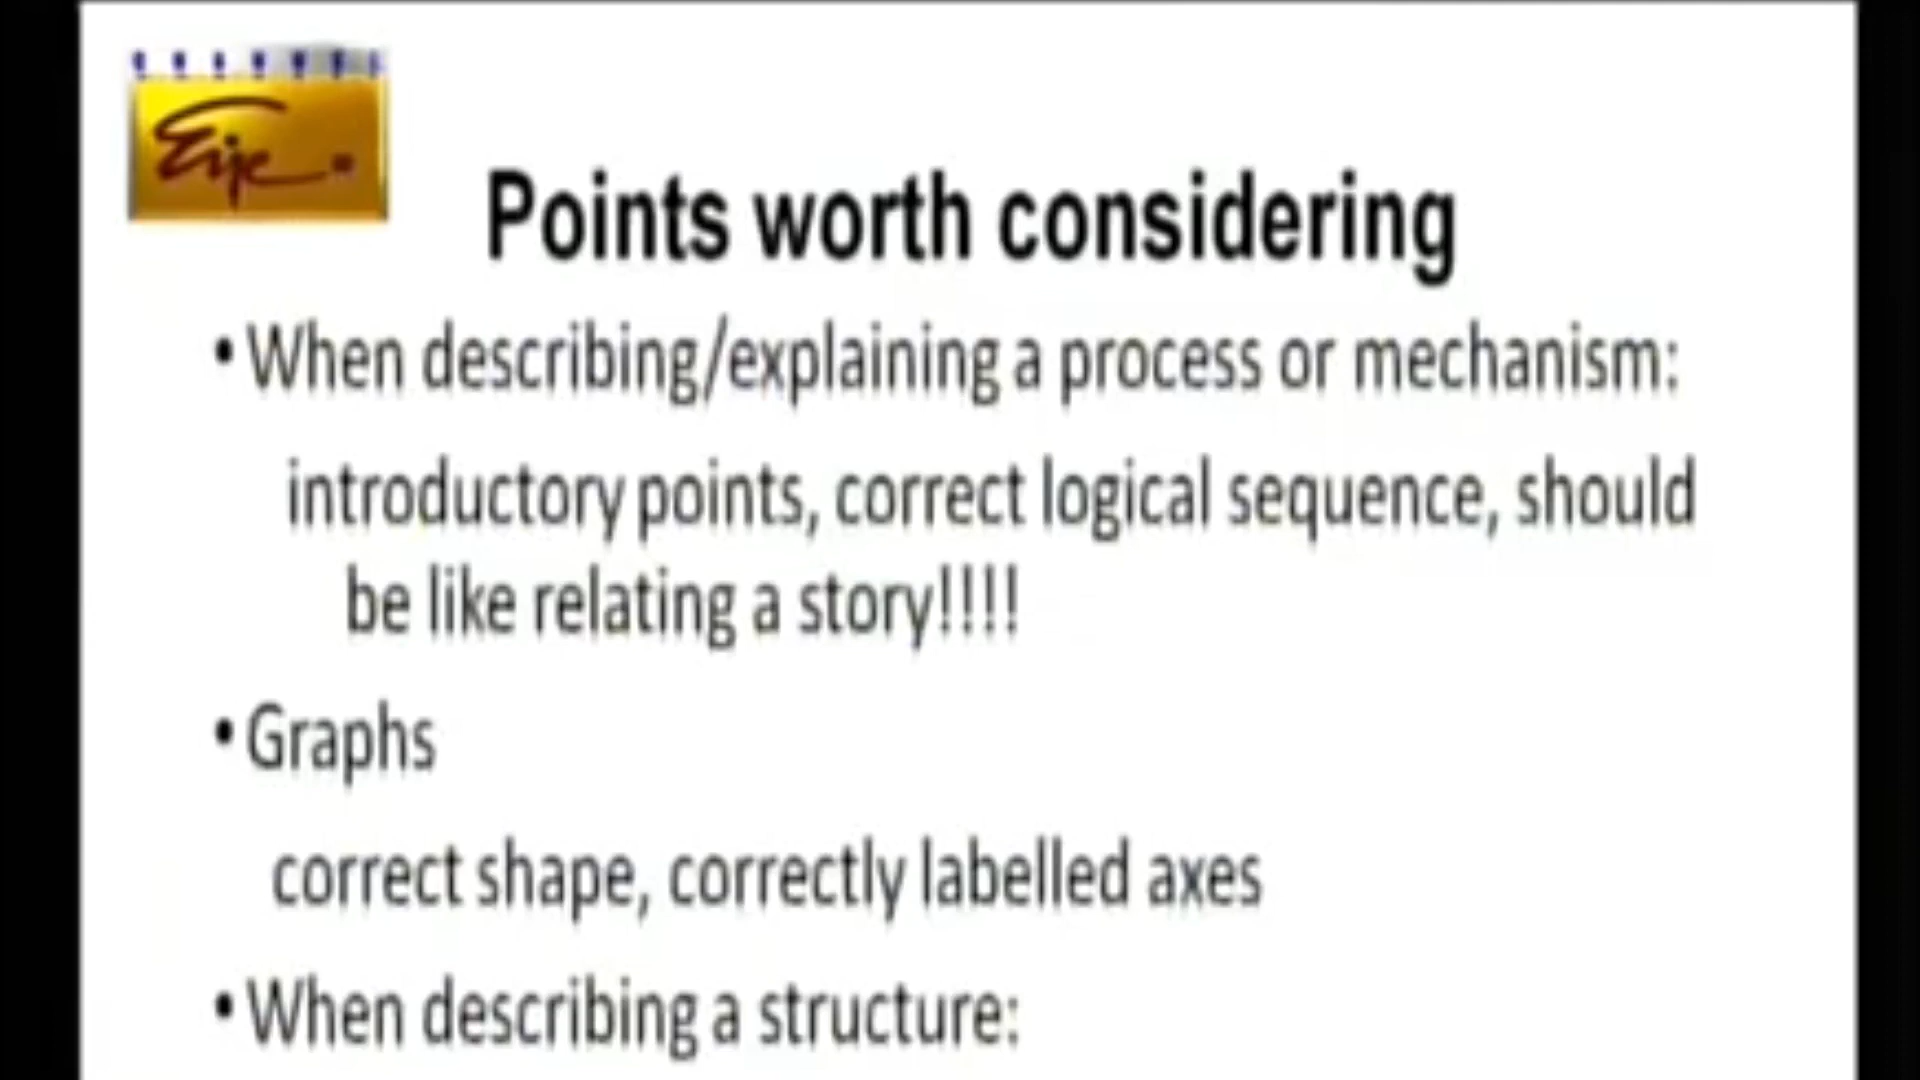 Erje
Points worth considering
• When describing/explaining a process or mechanism:
introductory points, correct logical sequence, should
be like relating a story!!!!
• Graphs
correct shape, correctly labelled axes
• When describing a structure: